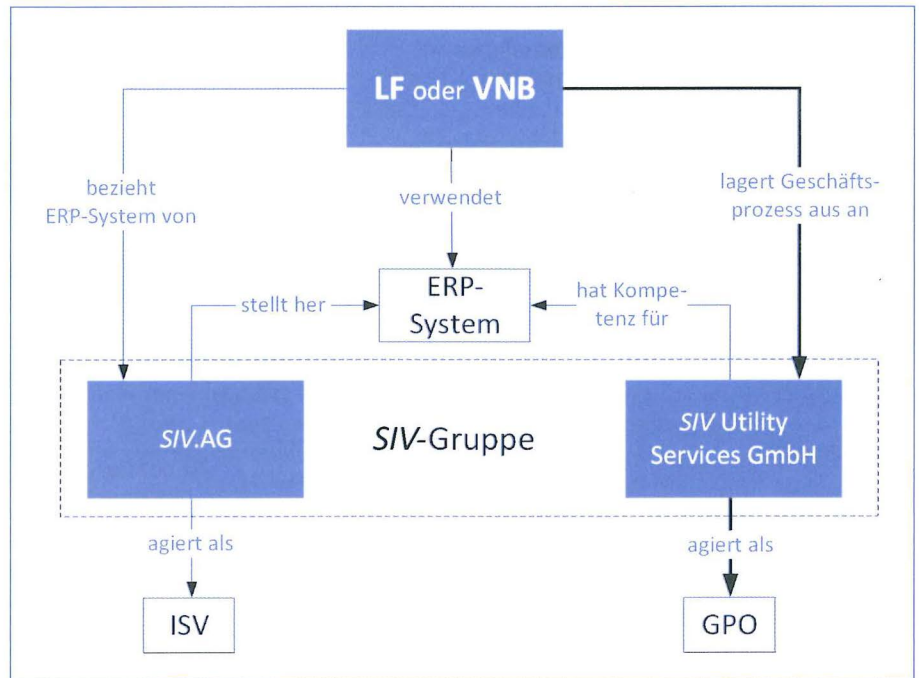 LF oder VNB
bezieht
ERP-System von
verwendet
lagert Geschäfts-
prozess aus an
stellt her
ERP-
System
hat Kompe-
tenz für
SIV.AG
SIV-Gruppe
SIV Utility
Services GmbH
agiert als
agiert als
ISV
GPO